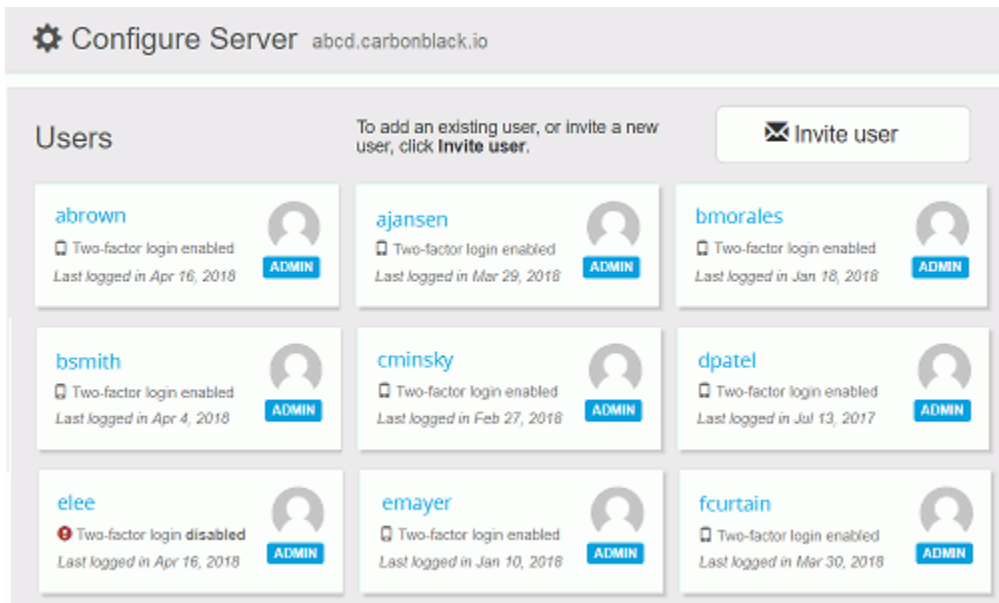 Configure Server abcd.carbonblack.io
Users
To add an existing user, or invite a new
user, click Invite user.
Invite user
abrown
Two-factor login enabled
Last logged in Apr 16, 2018
ADMIN
ajansen
Two-factor login enabled
Last logged in Mar 29, 2018
ADMIN
bmorales
Two-factor login enabled
Last logged in Jan 18, 2018
ADMIN
bsmith
Two-factor login enabled
Last logged in Apr 4, 2018
ADMIN
cminsky
Two-factor login enabled
Last logged in Feb 27, 2018
ADMIN
dpatel
Two-factor login enabled
Last logged in Jul 13, 2017
ADMIN
elee
Two-factor login disabled
Last logged in Apr 16, 2018
ADMIN
emayer
Two-factor login enabled
Last logged in Jan 10, 2018
ADMIN
fcurtain
Two-factor login enabled
Last logged in Mar 30, 2018
ADMIN